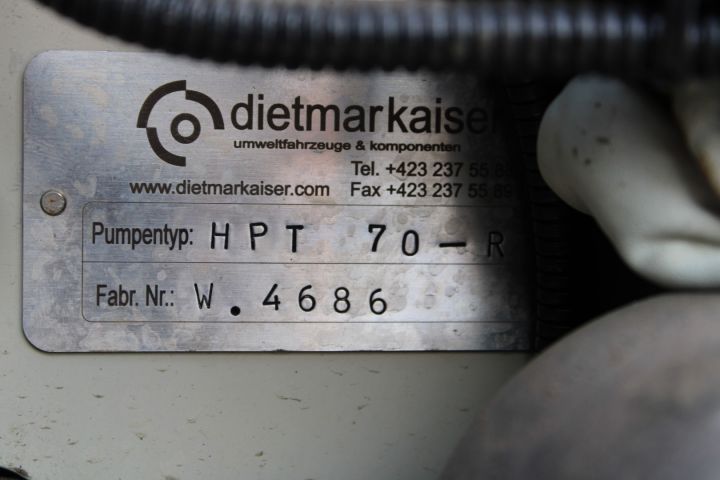 dietmarkaiser
umweltfahrzeuge & komponenten
Tel. +423 237 55
www.dietmarkaiser.com Fax +423 237 55 89
Pumpentyp: HPT 70-R
Fabr. Nr.: W.4686